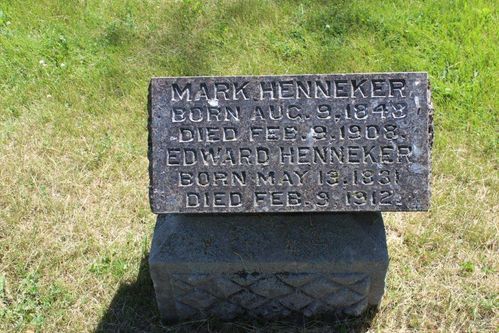 MARK HENNEKER
BORN AUG. 9, 1843
DIED FEB. 9, 1908.
EDWARD HENNEKER
BORN MAY 13, 1831
DIED FEB. 9, 1912.